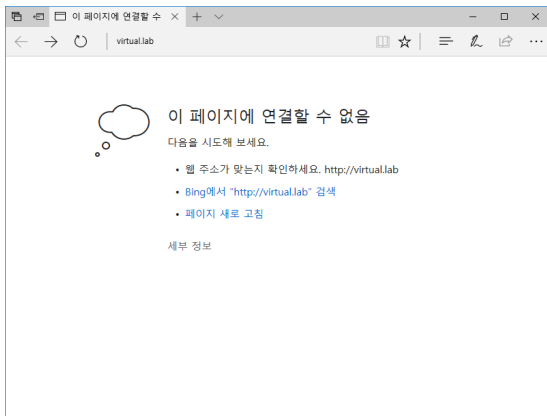 이 페이지에 연결할 수
virtual.lab
이 페이지에 연결할 수 없음
다음을 시도해 보세요.
• 웹 주소가 맞는지 확인하세요. http://virtual.lab
• Bing에서 "http://virtual.lab" 검색
• 페이지 새로 고침
세부 정보